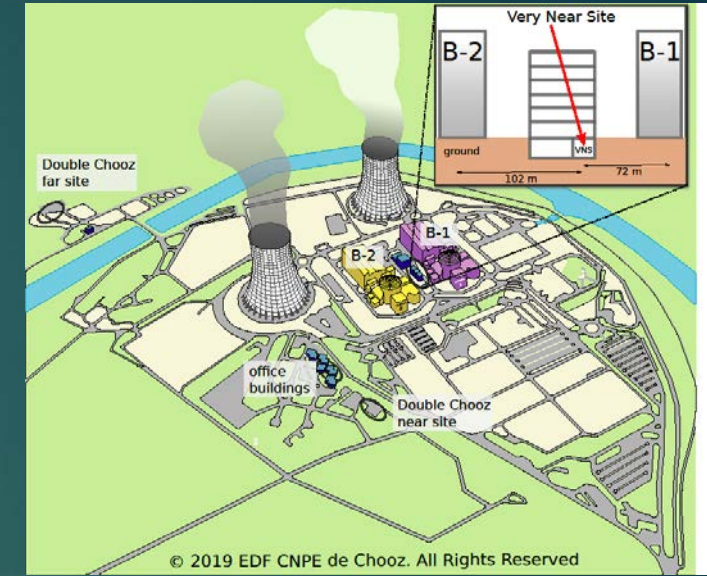 Very Near Site
B-2
B-1
ground
VNS
102 m
72 m
Double Chooz
far site
B-1
B-2
office
buildings
Double Chooz
near site
© 2019 EDF CNPE de Chooz. All Rights Reserved